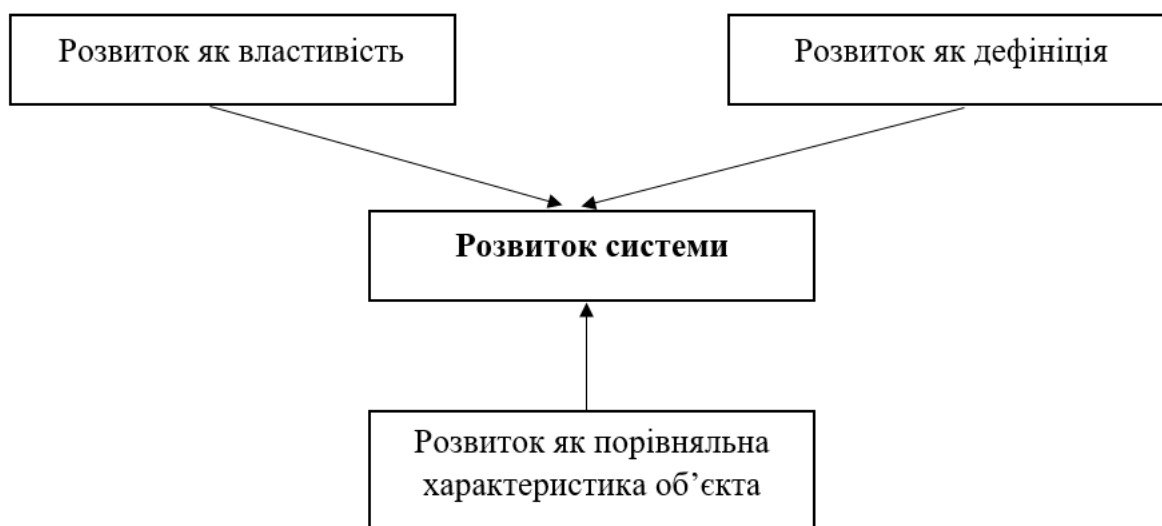 Розвиток як властивість
Розвиток як дефініція
Розвиток системи
Розвиток як порівняльна
характеристика об’єкта